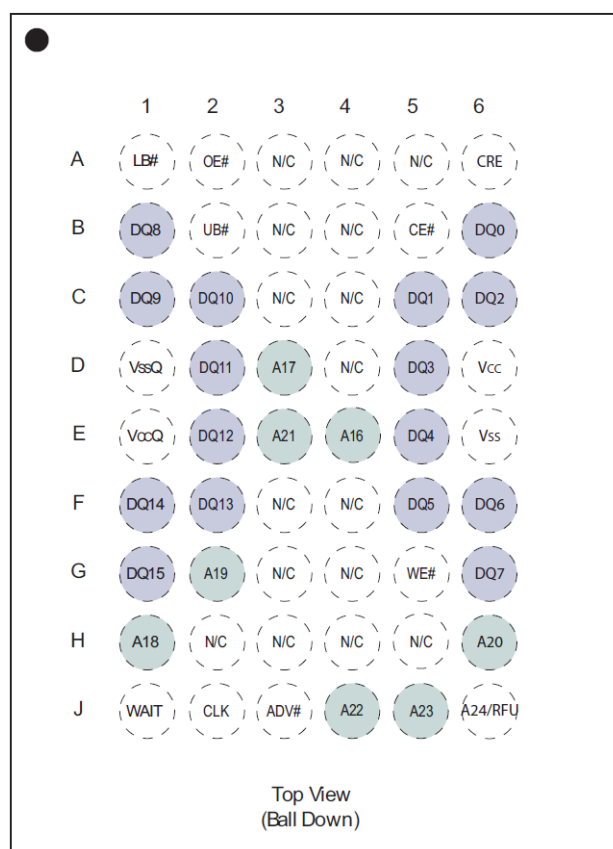 1 2 3 4 5 6
A LB# OE# N/C N/C N/C CRE
B DQ8 UB# N/C N/C CE# DQ0
C DQ9 DQ10 N/C N/C DQ1 DQ2
D VssQ DQ11 A17 N/C DQ3 Vcc
E VccQ DQ12 A21 A16 DQ4 Vss
F DQ14 DQ13 N/C N/C DQ5 DQ6
G DQ15 A19 N/C N/C WE# DQ7
H A18 N/C N/C N/C N/C A20
J WAIT CLK ADV# A22 A23 A24/RFU
Top View
(Ball Down)